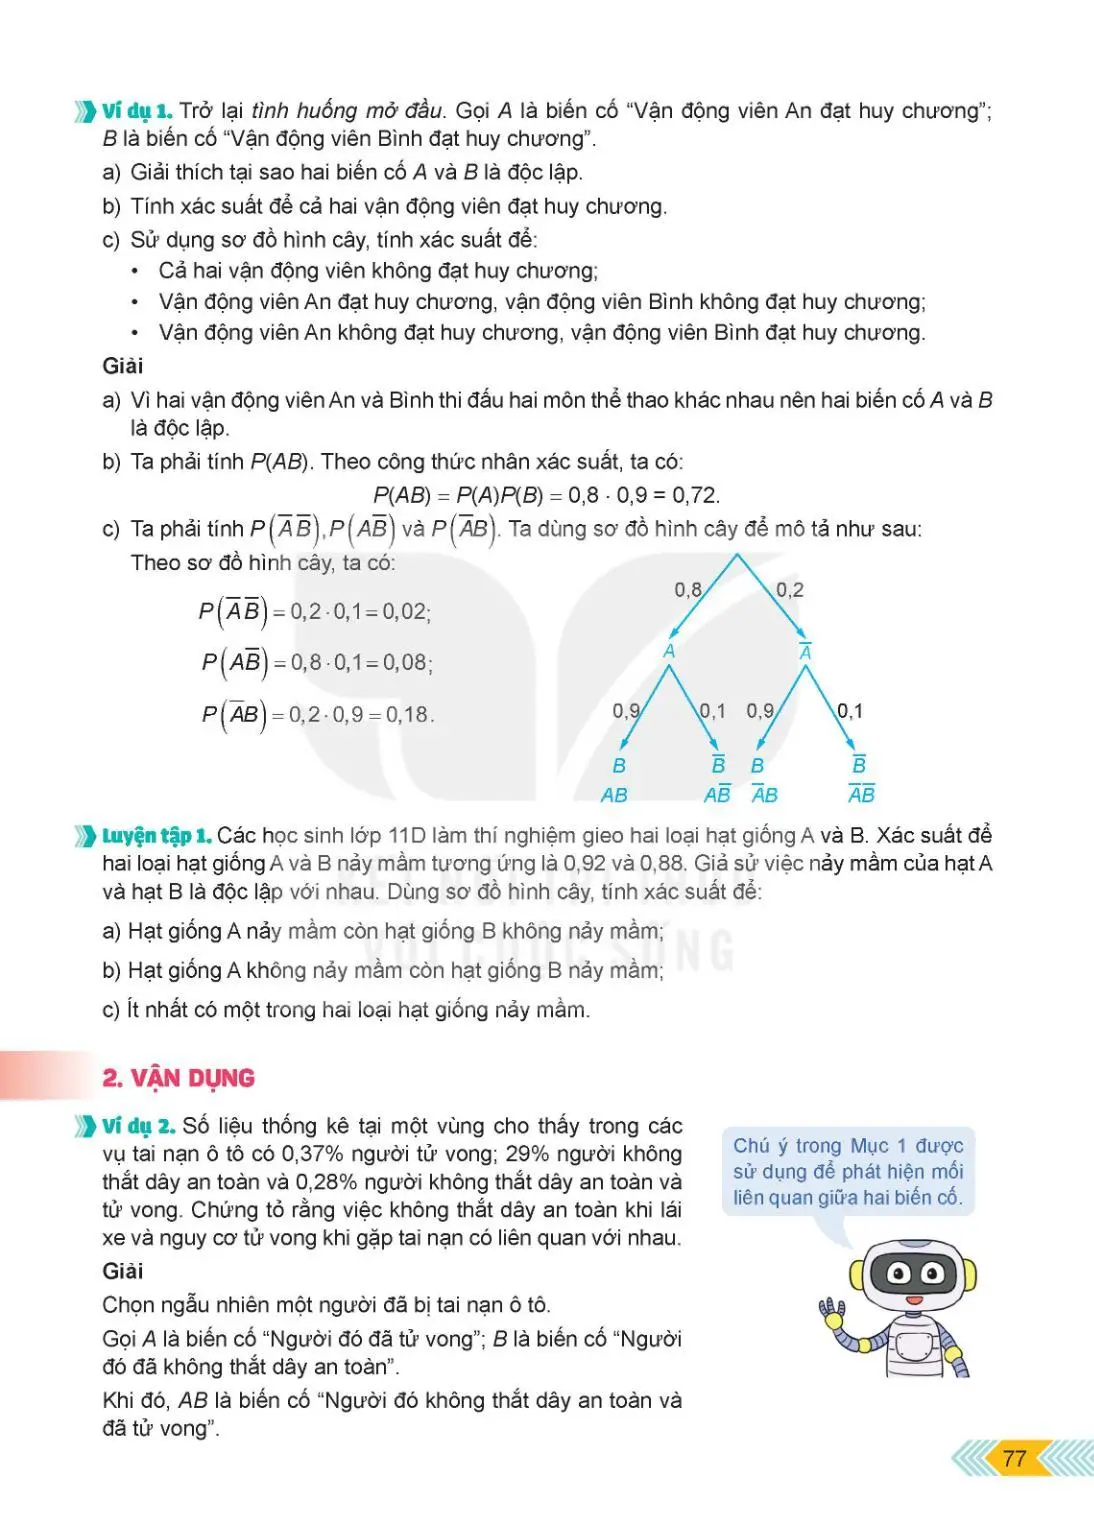 Ví dụ 1. Trở lại tình huống mở đầu. Gọi A là biến cố “Vận động viên An đạt huy chương”;
B là biến cố “Vận động viên Bình đạt huy chương”.
a) Giải thích tại sao hai biến cố A và B là độc lập.
b) Tính xác suất để cả hai vận động viên đạt huy chương.
c) Sử dụng sơ đồ hình cây, tính xác suất để:
• Cả hai vận động viên không đạt huy chương;
• Vận động viên An đạt huy chương, vận động viên Bình không đạt huy chương;
• Vận động viên An không đạt huy chương, vận động viên Bình đạt huy chương.
Giải
a) Vì hai vận động viên An và Bình thi đấu hai môn thể thao khác nhau nên hai biến cố A và B
là độc lập.
b) Ta phải tính P(AB). Theo công thức nhân xác suất, ta có:
P(AB) = P(A)P(B) = 0,8 · 0,9 = 0,72.
c) Ta phải tính P(A̅B̅), P(AB̅) và P(A̅B). Ta dùng sơ đồ hình cây để mô tả như sau:
Theo sơ đồ hình cây, ta có:
P(A̅B̅) = 0,2 · 0,1 = 0,02;
P(AB̅) = 0,8 · 0,1 = 0,08;
P(A̅B) = 0,2 · 0,9 = 0,18.
0,8 0,2
A A̅
0,9 0,1 0,9 0,1
B B̅ B B̅
AB AB̅ A̅B A̅B̅
Luyện tập 1. Các học sinh lớp 11D làm thí nghiệm gieo hai loại hạt giống A và B. Xác suất để
hai loại hạt giống A và B nảy mầm tương ứng là 0,92 và 0,88. Giả sử việc nảy mầm của hạt A
và hạt B là độc lập với nhau. Dùng sơ đồ hình cây, tính xác suất để:
a) Hạt giống A nảy mầm còn hạt giống B không nảy mầm;
b) Hạt giống A không nảy mầm còn hạt giống B nảy mầm;
c) Ít nhất có một trong hai loại hạt giống nảy mầm.
KẾT NỐI TRI THỨC
VỚI CUỘC SỐNG
2. VẬN DỤNG
Ví dụ 2. Số liệu thống kê tại một vùng cho thấy trong các
vụ tai nạn ô tô có 0,37% người tử vong; 29% người không
thắt dây an toàn và 0,28% người không thắt dây an toàn và
tử vong. Chứng tỏ rằng việc không thắt dây an toàn khi lái
xe và nguy cơ tử vong khi gặp tai nạn có liên quan với nhau.
Giải
Chọn ngẫu nhiên một người đã bị tai nạn ô tô.
Gọi A là biến cố “Người đó đã tử vong”; B là biến cố “Người
đó đã không thắt dây an toàn”.
Khi đó, AB là biến cố “Người đó không thắt dây an toàn và
đã tử vong”.
Chú ý trong Mục 1 được
sử dụng để phát hiện mối
liên quan giữa hai biến cố.
77